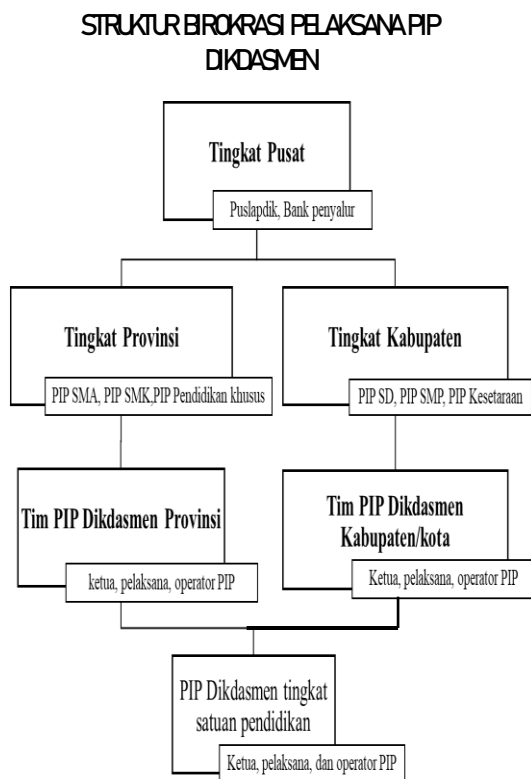 STRUKTUR BIROKRASI PELAKSANA PIP
DIKDASMEN
Tingkat Pusat
Puslapdik, Bank penyalur
Tingkat Provinsi
PIP SMA, PIP SMK,PIP Pendidikan khusus
Tingkat Kabupaten
PIP SD, PIP SMP, PIP Kesetaraan
Tim PIP Dikdasmen Provinsi
ketua, pelaksana, operator PIP
Tim PIP Dikdasmen
Kabupaten/kota
Ketua, pelaksana, operator PIP
PIP Dikdasmen tingkat
satuan pendidikan
Ketua, pelaksana, dan operator PIP